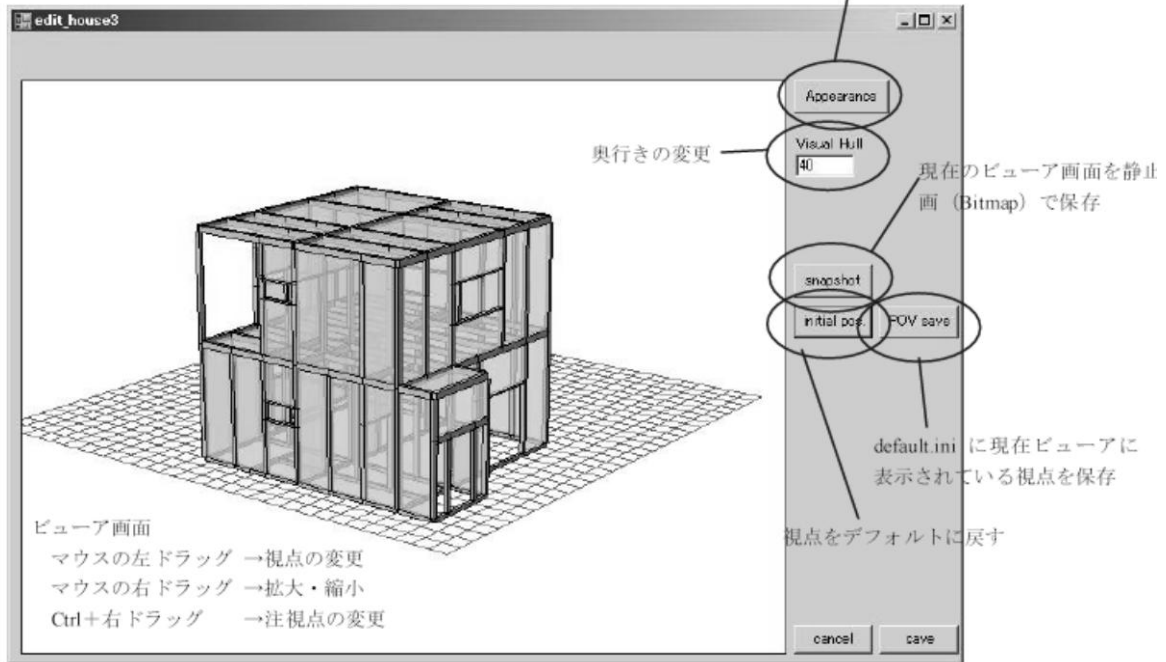 edit_house3
Appearance
Visual Hull
40
奥行きの変更
現在のビューア画面を静止
画（Bitmap）で保存
snapshot
initial pos.
POV save
default.ini に現在ビューアに
表示されている視点を保存
視点をデフォルトに戻す
ビューア画面
マウスの左ドラッグ →視点の変更
マウスの右ドラッグ →拡大・縮小
Ctrl＋右ドラッグ →注視点の変更
cancel
save